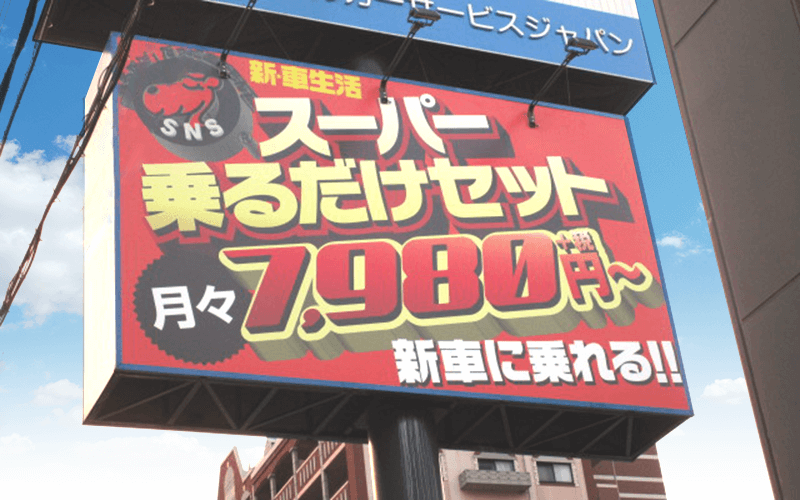 ービスジャパン
新・車生活
SNS
スーパー
乗るだけセット
月々7,980円〜
+税
新車に乗れる!!